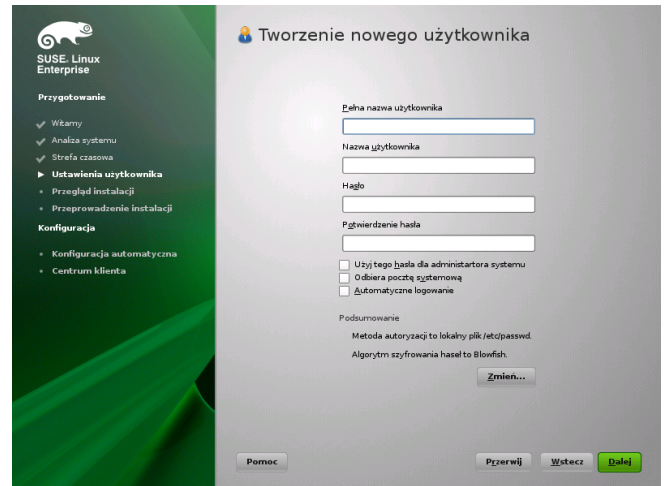 SUSE. Linux
Enterprise
Przygotowanie
Witamy
Analiza systemu
Strefa czasowa
Ustawienia użytkownika
Przegląd instalacji
Przeprowadzenie instalacji
Konfiguracja
Konfiguracja automatyczna
Centrum klienta
Tworzenie nowego użytkownika
Pełna nazwa użytkownika
Nazwa użytkownika
Hasło
Potwierdzenie hasła
Użyj tego hasła dla administartora systemu
Odbiera pocztę systemową
Automatyczne logowanie
Podsumowanie
Metoda autoryzacji to lokalny plik /etc/passwd.
Algorytm szyfrowania haseł to Blowfish.
Zmień...
Pomoc
Przerwij
Wstecz
Dalej